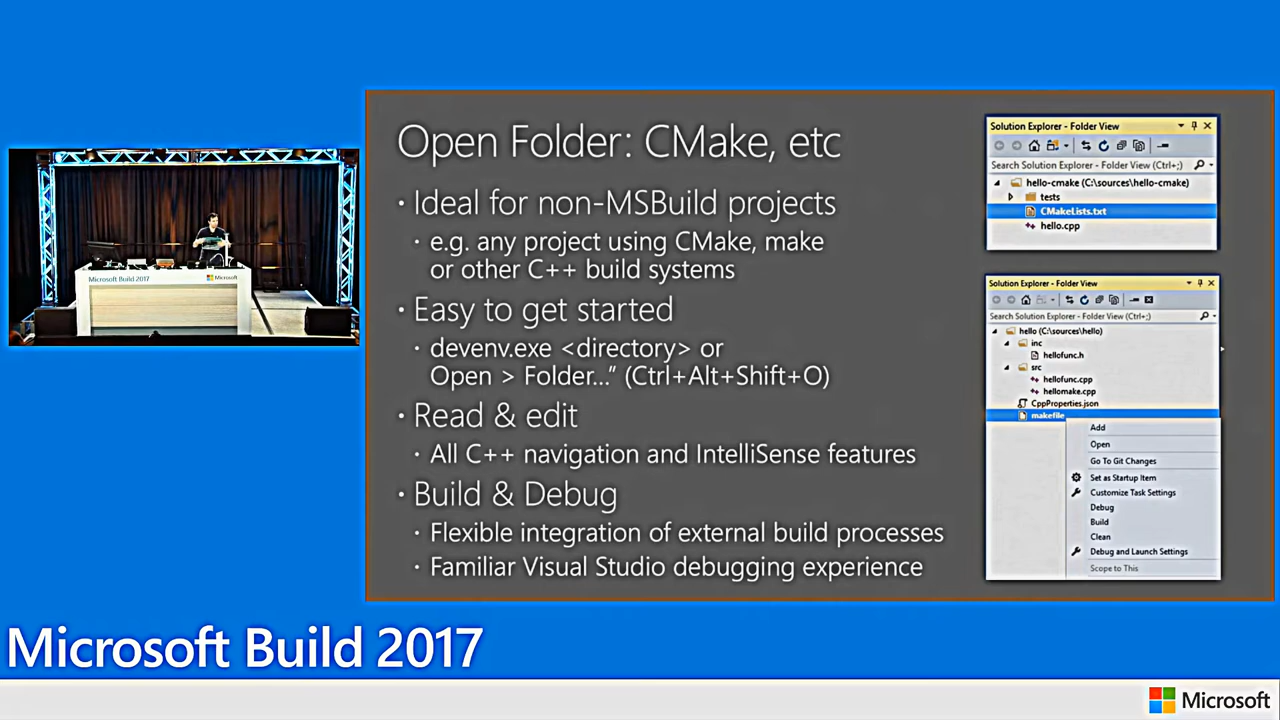 Open Folder: CMake, etc
• Ideal for non-MSBuild projects
• e.g. any project using CMake, make
or other C++ build systems
• Easy to get started
• devenv.exe <directory> or
Open > Folder…” (Ctrl+Alt+Shift+O)
• Read & edit
• All C++ navigation and IntelliSense features
• Build & Debug
• Flexible integration of external build processes
• Familiar Visual Studio debugging experience
Solution Explorer - Folder View
Search Solution Explorer - Folder View (Ctrl+;)
hello-cmake (C:\sources\hello-cmake)
tests
CMakeLists.txt
hello.cpp
Solution Explorer - Folder View
Search Solution Explorer - Folder View (Ctrl+;)
hello (C:\sources\hello)
inc
hellofunc.h
src
hellofunc.cpp
hellomake.cpp
CppProperties.json
makefile
Add
Open
Go To Git Changes
Set as Startup Item
Customize Task Settings
Debug
Build
Clean
Debug and Launch Settings
Scope to This
Microsoft Build 2017
Microsoft
Microsoft Build 2017
Microsoft